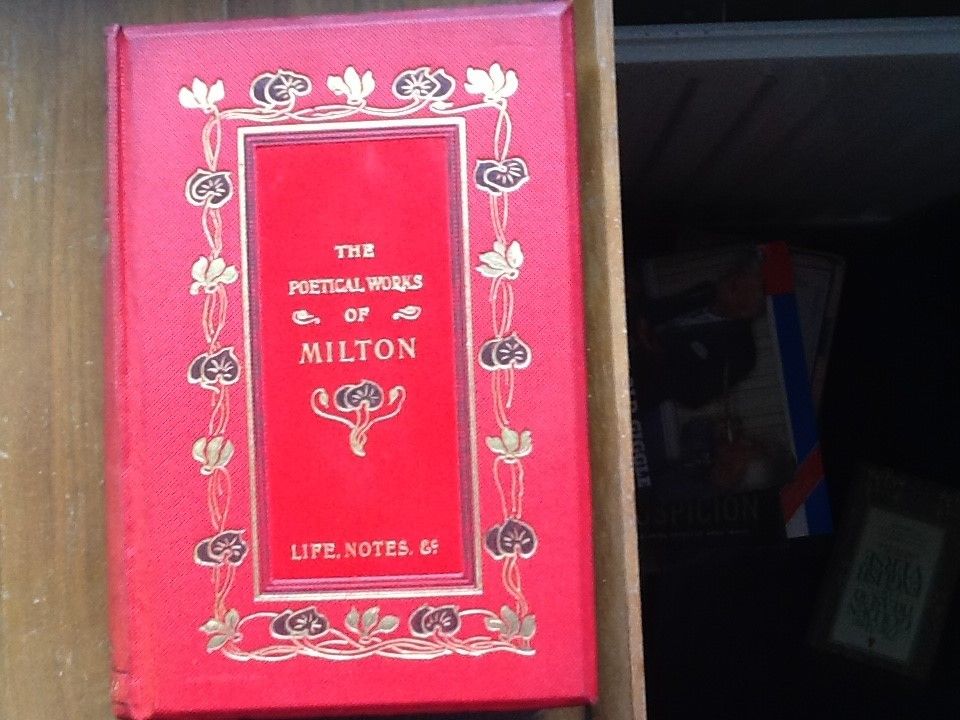 THE
POETICAL WORKS
OF
MILTON
LIFE, NOTES, &c